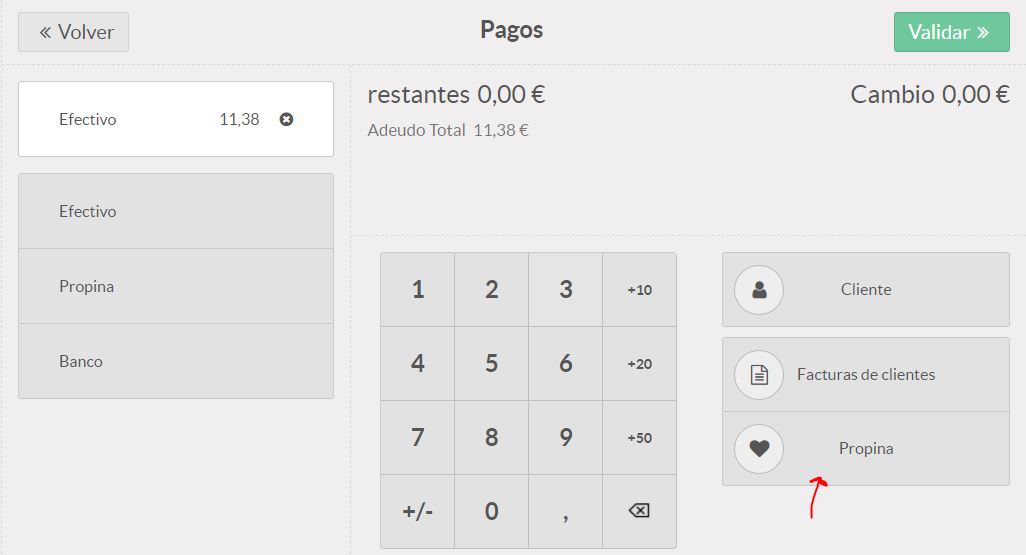 « Volver
Pagos
Validar »
Efectivo 11,38
restantes 0,00 €
Cambio 0,00 €
Adeudo Total 11,38 €
Efectivo
Propina
Banco
1 2 3 +10
4 5 6 +20
7 8 9 +50
+/- 0 ,
Cliente
Facturas de clientes
Propina